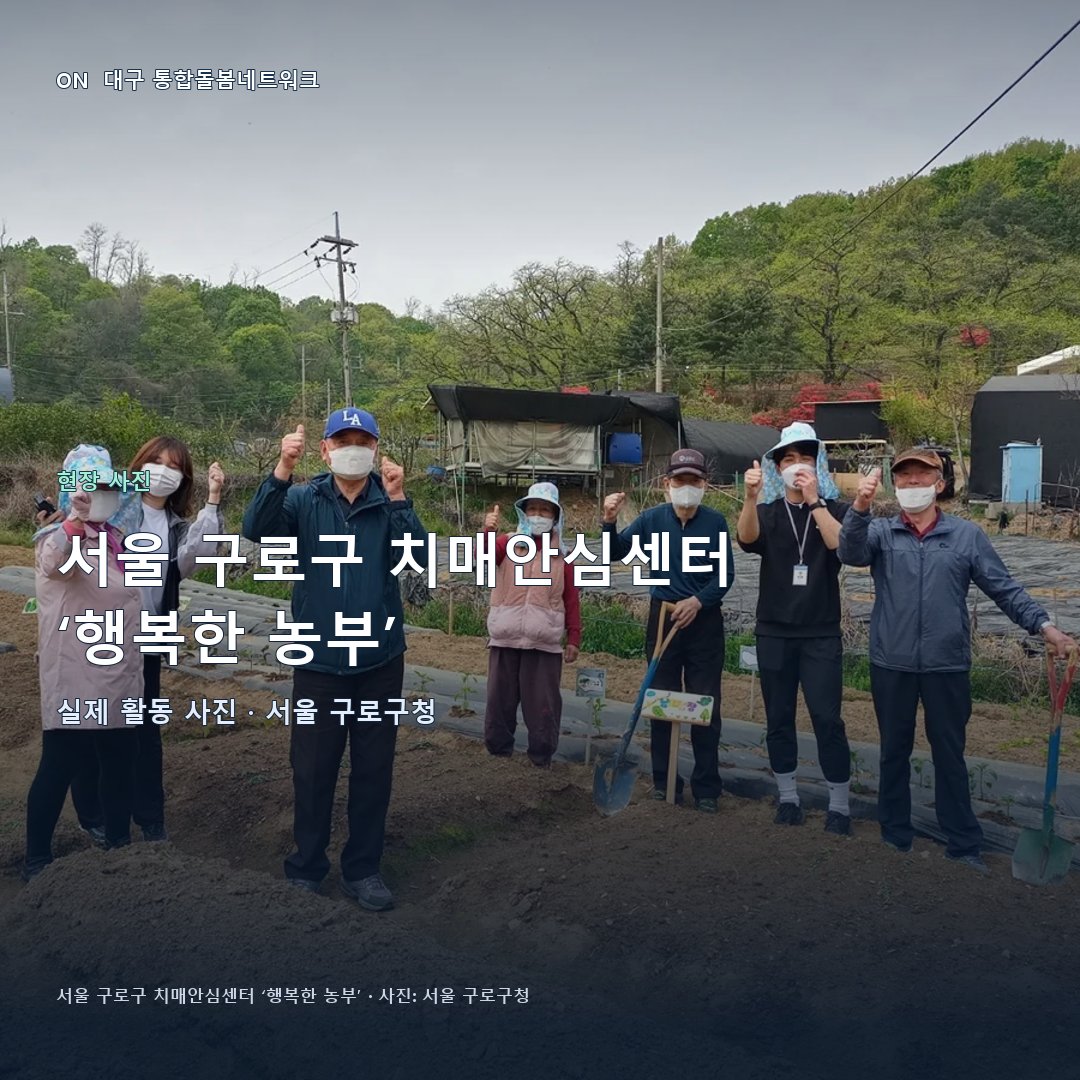 ON 대구 통합돌봄네트워크
현장 사진
LA
서울 구로구 치매안심센터
‘행복한 농부’
실제 활동 사진 · 서울 구로구청
서울 구로구 치매안심센터 ‘행복한 농부’ · 사진: 서울 구로구청